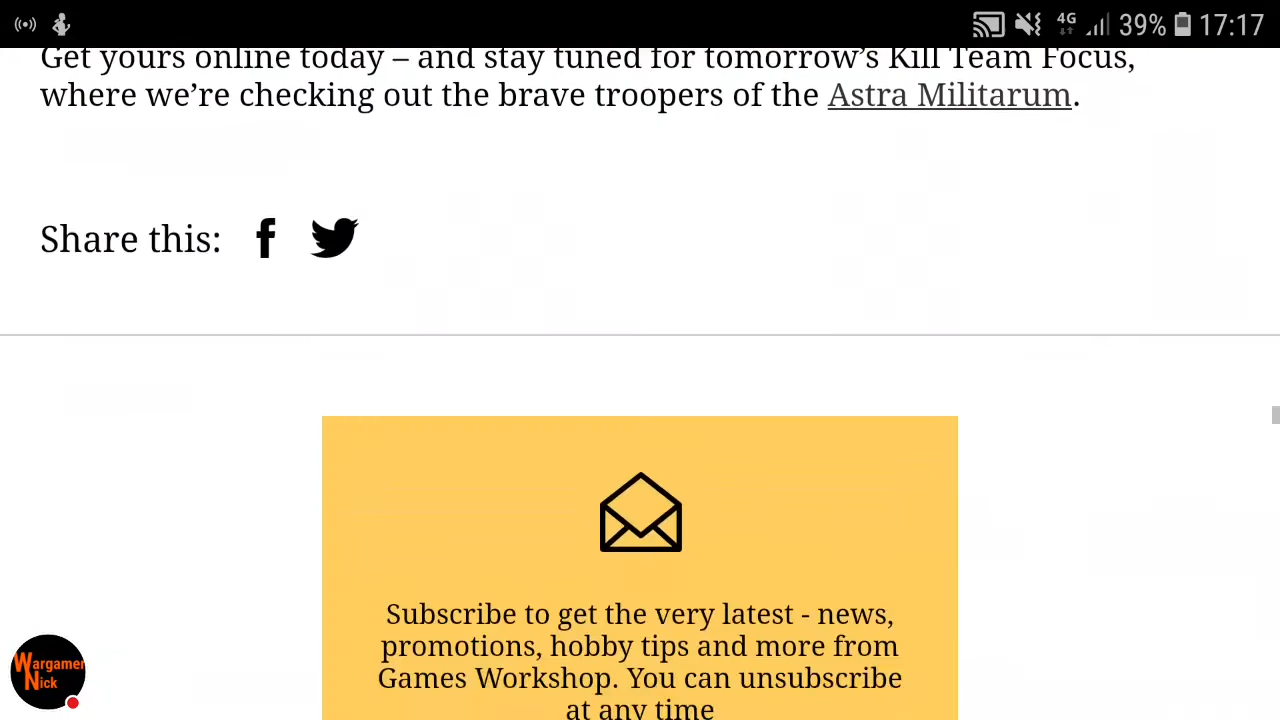 4G 39% 17:17
Get yours online today – and stay tuned for tomorrow’s Kill Team Focus,
where we’re checking out the brave troopers of the Astra Militarum.
Share this:
Subscribe to get the very latest - news,
promotions, hobby tips and more from
Games Workshop. You can unsubscribe
at any time
Wargamer
Nick